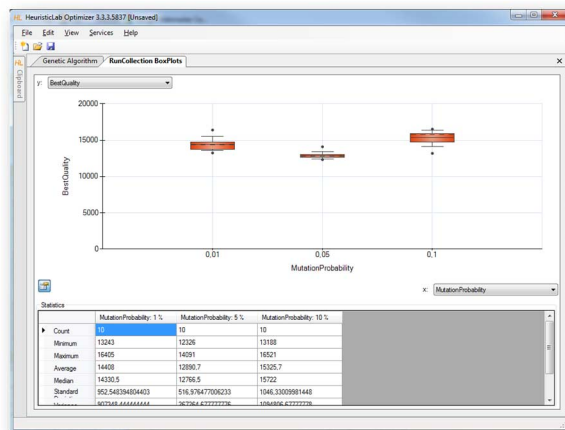 HL HeuristicLab Optimizer 3.3.3.5837 [Unsaved]
File Edit View Services Help
HL Genetic Algorithm RunCollection BoxPlots
Clipboard
y: BestQuality
20000
15000
10000
5000
0
BestQuality
0,01 0,05 0,1
MutationProbability
x: MutationProbability
Statistics
MutationProbability: 1 % MutationProbability: 5 % MutationProbability: 10 %
Count 10 10 10
Minimum 13243 12326 13188
Maximum 16405 14091 16521
Average 14408 12890,7 15325,7
Median 14330,5 12766,5 15722
Standard 952,548394804403 516,976477006233 1046,33009981448